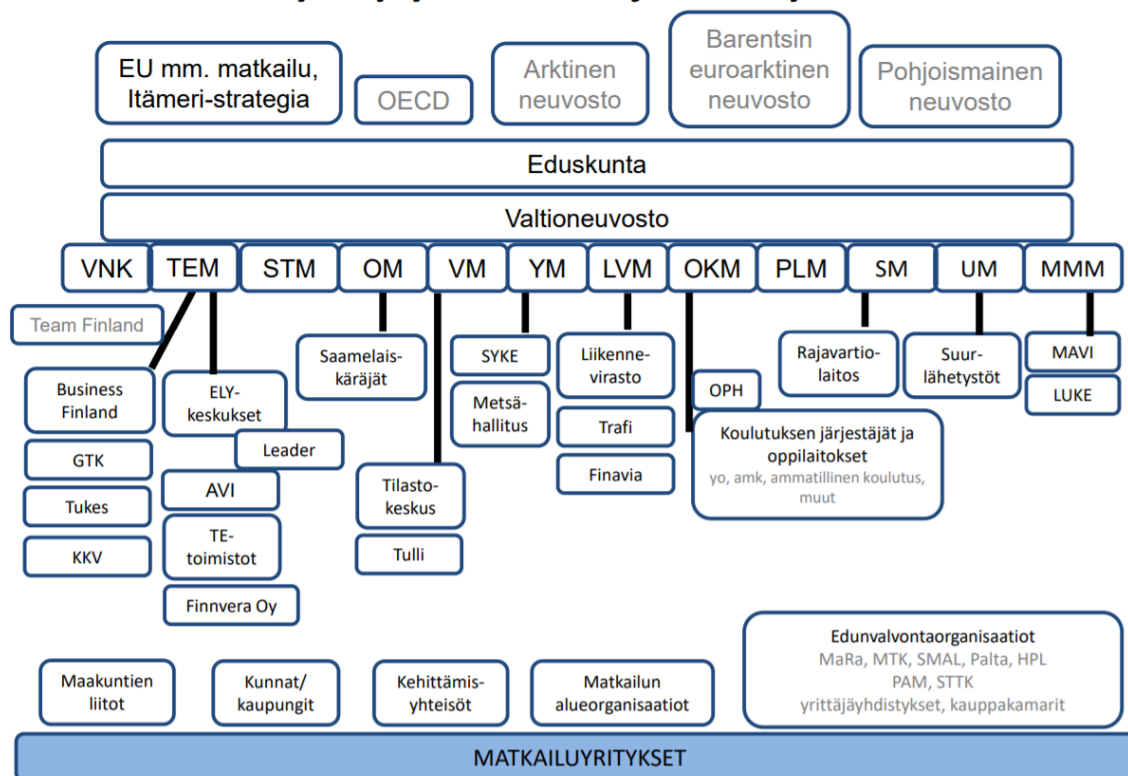 EU mm. matkailu,
Itämeri-strategia
OECD
Arktinen
neuvosto
Barentsin
euroarktinen
neuvosto
Pohjoismainen
neuvosto
Eduskunta
Valtioneuvosto
VNK TEM STM OM VM YM LVM OKM PLM SM UM MMM
Team Finland
Business
Finland
GTK
Tukes
KKV
ELY-
keskukset
Leader
AVI
TE-
toimistot
Finnvera Oy
Saamelais-
käräjät
Tilasto-
keskus
Tulli
SYKE
Metsä-
hallitus
Liikenne-
virasto
Trafi
Finavia
OPH
Koulutuksen järjestäjät ja
oppilaitokset
yo, amk, ammatillinen koulutus,
muut
Rajavartio-
laitos
Suur-
lähetystöt
MAVI
LUKE
Maakuntien
liitot
Kunnat/
kaupungit
Kehittämis-
yhteisöt
Matkailun
alueorganisaatiot
Edunvalvontaorganisaatiot
MaRa, MTK, SMAL, Palta, HPL
PAM, STTK
yrittäjäyhdistykset, kauppakamarit
MATKAILUYRITYKSET